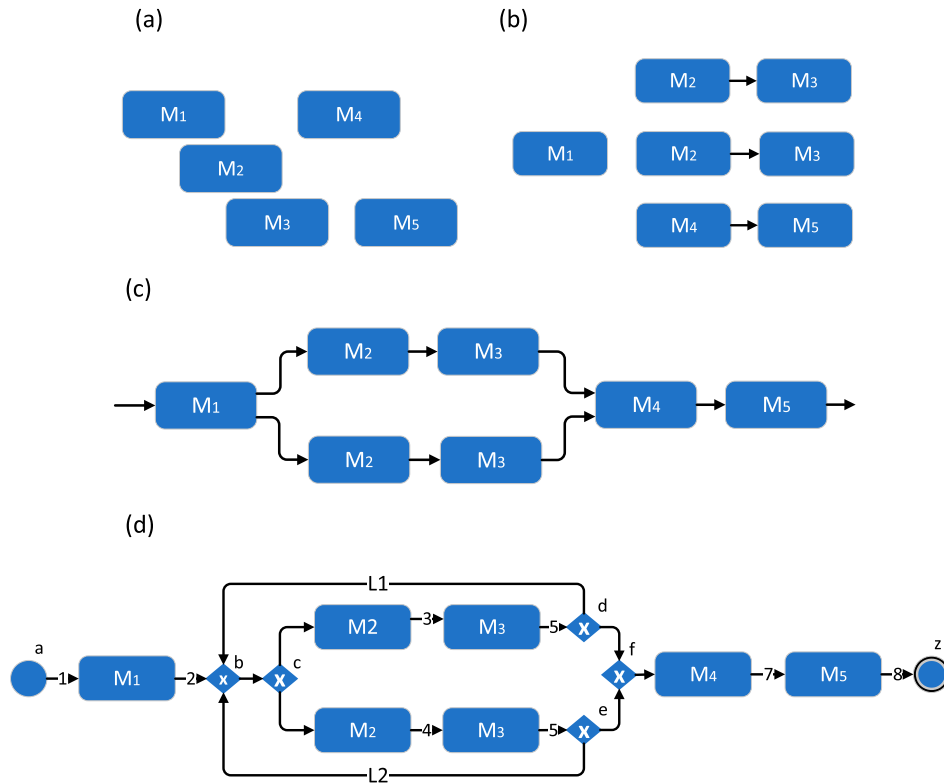 (a)
(b)
M1 M4
M2
M3 M5
M2 M3
M1 M2 M3
M4 M5
(c)
M2 M3
M1 M4 M5
M2 M3
(d)
L1
M2 3 M3 5 d
a 1 M1 2 x b c X X f X M4 7 M5 8 z
M2 4 M3 5 X e
L2